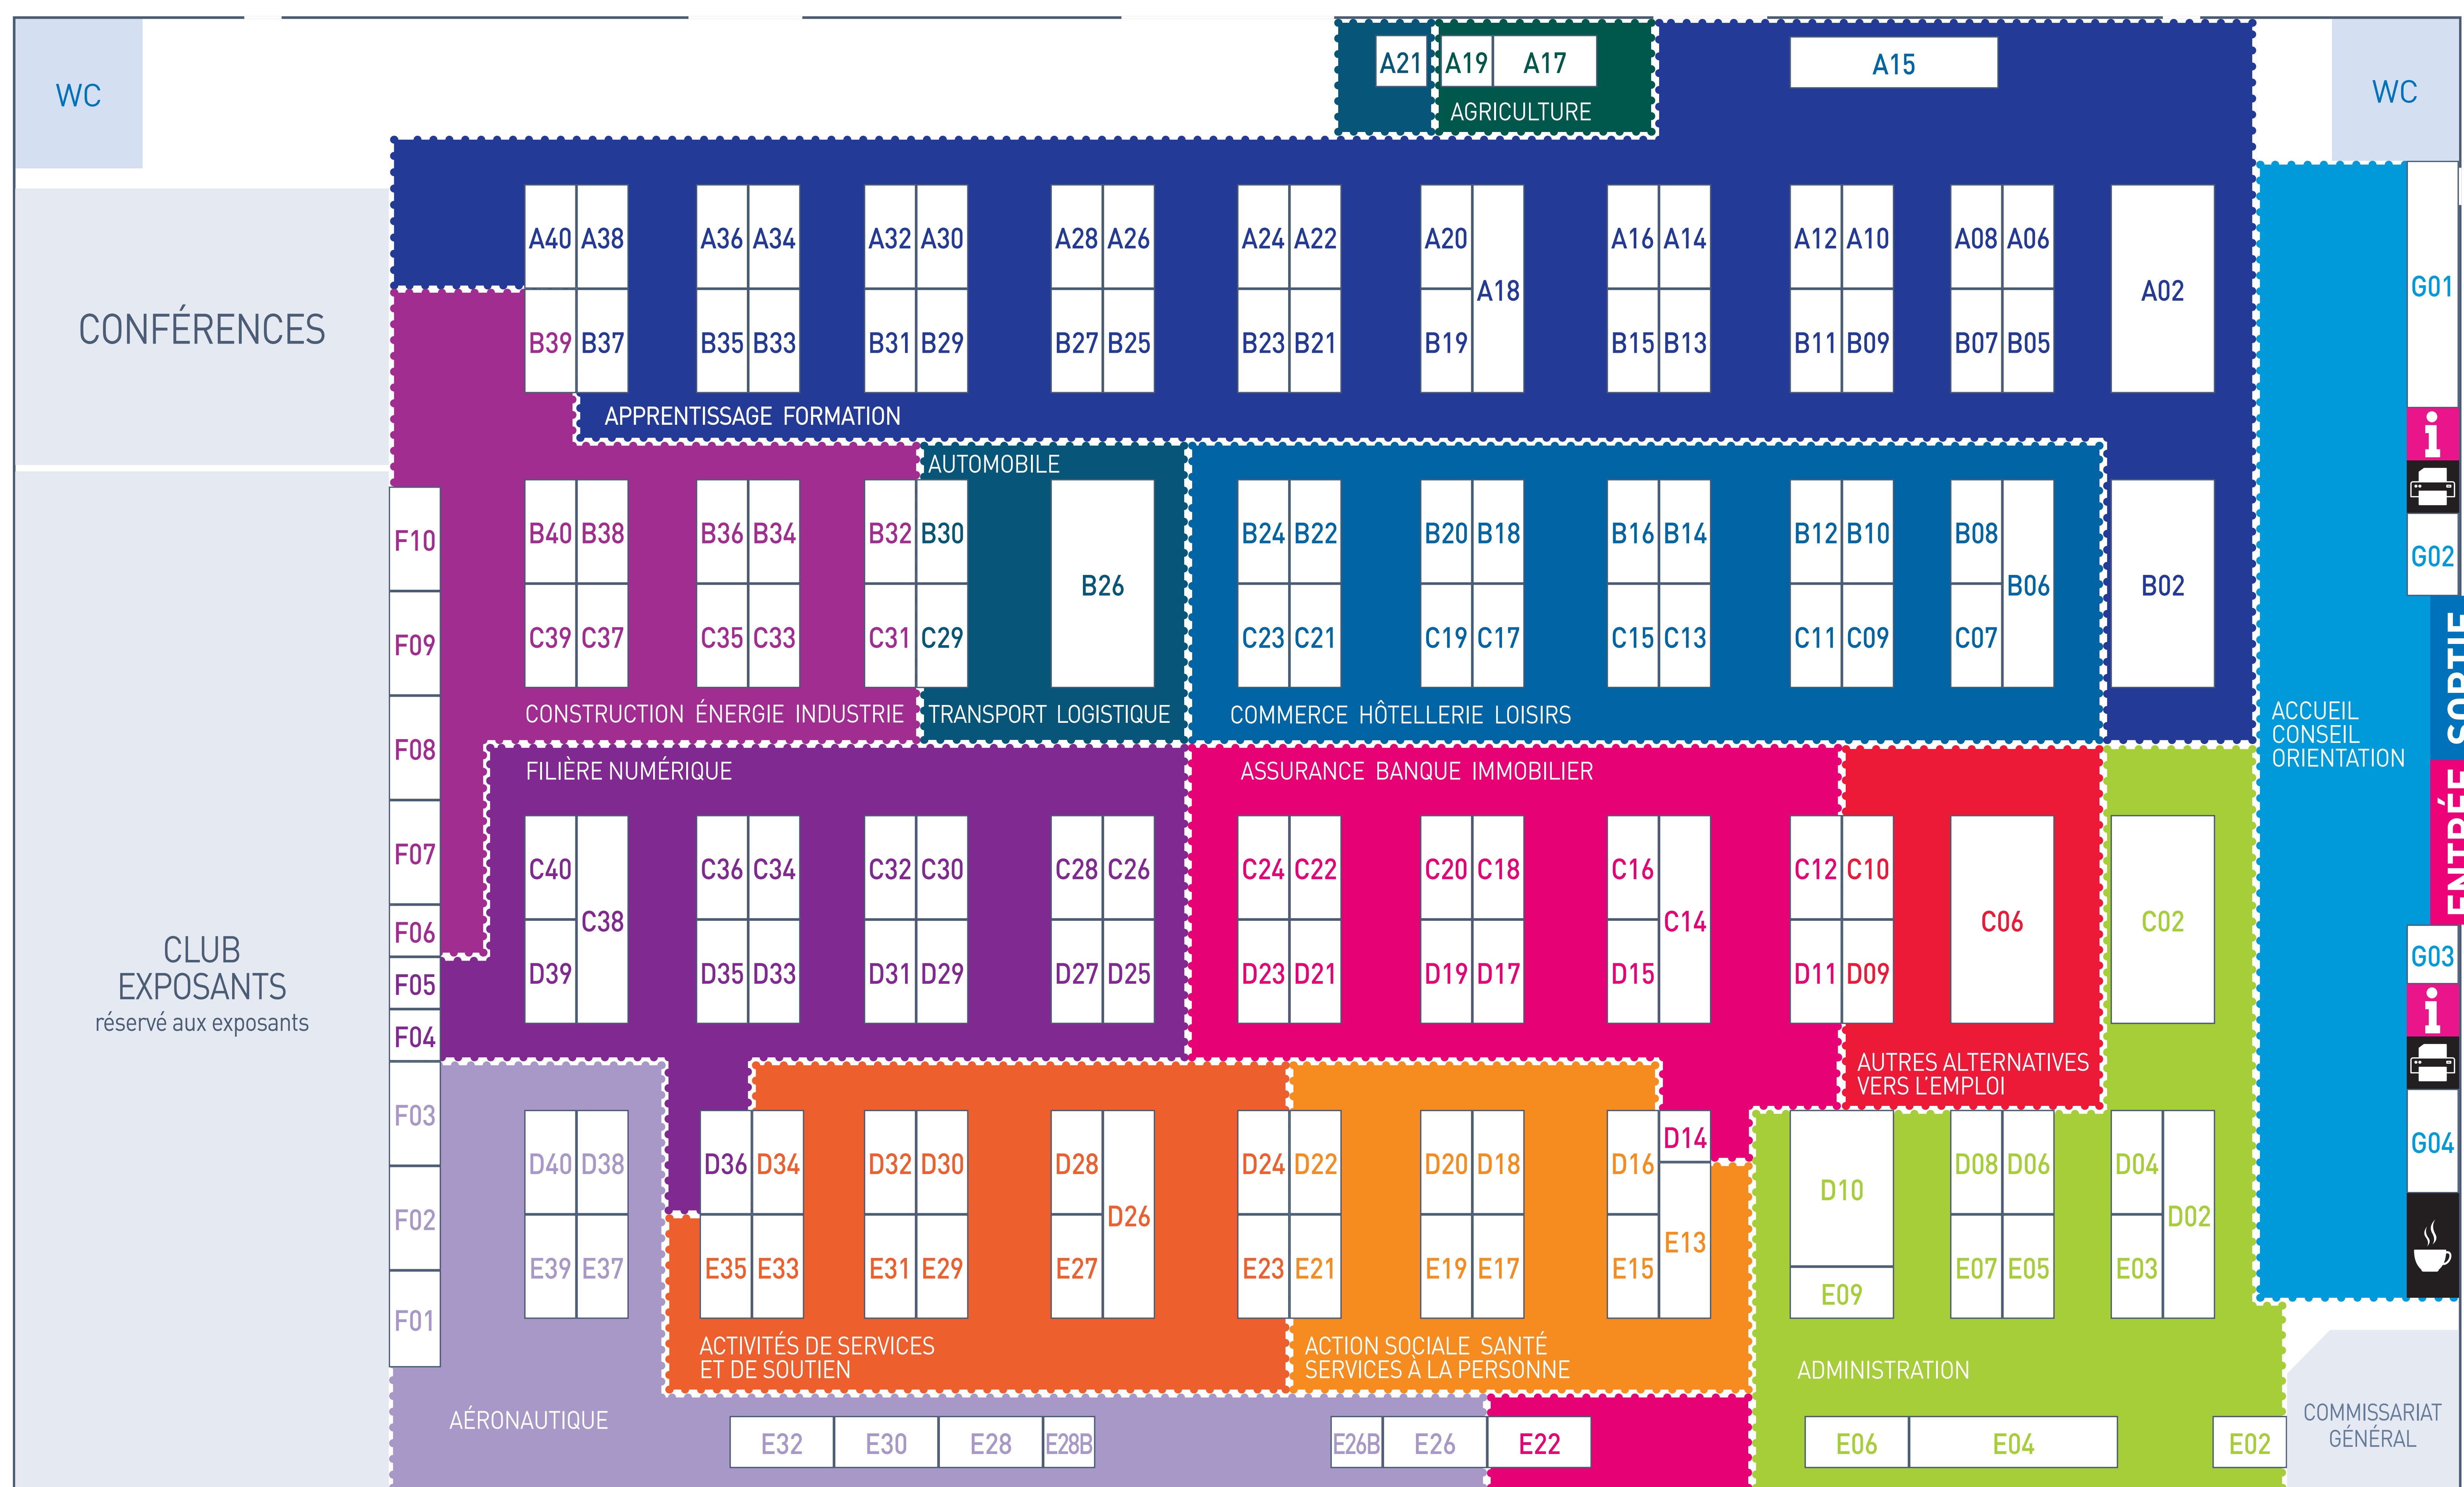 WC
A21
A19
A17
AGRICULTURE
A15
WC
CONFÉRENCES
A40 A38
A36 A34
A32 A30
A28 A26
A24 A22
A20
A18
A16 A14
A12 A10
A08 A06
A02
G01
B39 B37
B35 B33
B31 B29
B27 B25
B23 B21
B19
B15 B13
B11 B09
B07 B05
APPRENTISSAGE FORMATION
AUTOMOBILE
F10
B40 B38
B36 B34
B32 B30
B26
B24 B22
B20 B18
B16 B14
B12 B10
B08
B06
B02
G02
F09
C39 C37
C35 C33
C31 C29
C23 C21
C19 C17
C15 C13
C11 C09
C07
SORTIE
CONSTRUCTION ÉNERGIE INDUSTRIE
TRANSPORT LOGISTIQUE
COMMERCE HÔTELLERIE LOISIRS
ACCUEIL
CONSEIL
ORIENTATION
F08
FILIÈRE NUMÉRIQUE
ASSURANCE BANQUE IMMOBILIER
ENTRÉE
F07
C40
C38
C36 C34
C32 C30
C28 C26
C24 C22
C20 C18
C16
C14
C12 C10
C06
C02
F06
CLUB
EXPOSANTS
réservé aux exposants
F05
D39
D35 D33
D31 D29
D27 D25
D23 D21
D19 D17
D15
D11 D09
G03
i
i
F04
AUTRES ALTERNATIVES
VERS L'EMPLOI
F03
D40 D38
D36 D34
D32 D30
D28
D26
D24 D22
D20 D18
D16
D14
D10
D08 D06
D04
D02
G04
F02
E39 E37
E35 E33
E31 E29
E27
E23 E21
E19 E17
E15
E13
E09
E07 E05
E03
F01
ACTIVITÉS DE SERVICES
ET DE SOUTIEN
ACTION SOCIALE SANTÉ
SERVICES À LA PERSONNE
ADMINISTRATION
AÉRONAUTIQUE
E32
E30
E28
E28B
E26B
E26
E22
E06
E04
E02
COMMISSARIAT
GÉNÉRAL